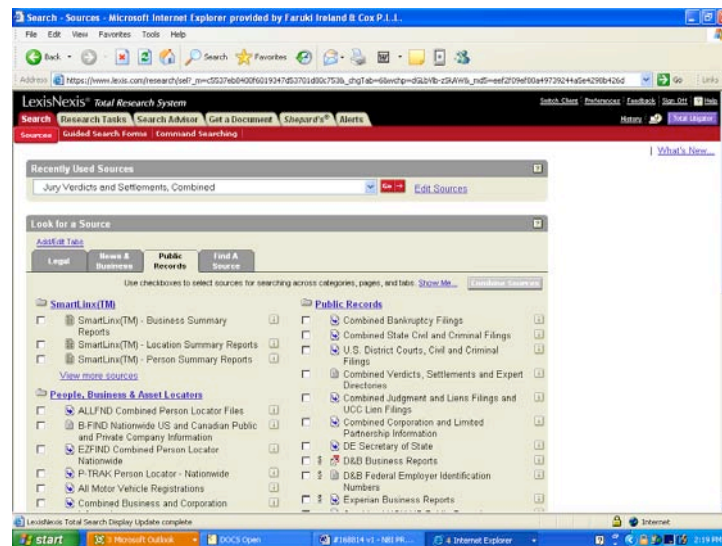 Search - Sources - Microsoft Internet Explorer provided by Faruki Ireland & Cox P.L.L.
File Edit View Favorites Tools Help
Back Search Favorites
Address Go Links
LexisNexis® Total Research System
Switch Client Preferences Feedback Sign Off Help
Search Research Tasks Search Advisor Get a Document Shepard's® Alerts
History Total Litigator
Sources Guided Search Forms Command Searching
What's New...
Recently Used Sources
Jury Verdicts and Settlements, Combined Go Edit Sources
Look for a Source
Add/Edit Tabs
Legal News & Business Public Records Find A Source
Use checkboxes to select sources for searching across categories, pages, and tabs. Show Me... Combine Sources
SmartLinx(TM)
SmartLinx(TM) - Business Summary
Reports
SmartLinx(TM) - Location Summary Reports
SmartLinx(TM) - Person Summary Reports
View more sources
People, Business & Asset Locators
ALLFND Combined Person Locator Files
B-FIND Nationwide US and Canadian Public
and Private Company Information
EZFIND Combined Person Locator
Nationwide
P-TRAK Person Locator - Nationwide
All Motor Vehicle Registrations
Combined Business and Corporation
Public Records
Combined Bankruptcy Filings
Combined State Civil and Criminal Filings
U.S. District Courts, Civil and Criminal
Filings
Combined Verdicts, Settlements and Expert
Directories
Combined Judgment and Liens Filings and
UCC Lien Filings
Combined Corporation and Limited
Partnership Information
DE Secretary of State
D&B Business Reports
D&B Federal Employer Identification
Numbers
Experian Business Reports
LexisNexis Total Search Display Update complete Internet
start 3 Microsoft Outlook DOCS Open #168814 v1 - NBI PR... 4 Internet Explorer 2:19 PM